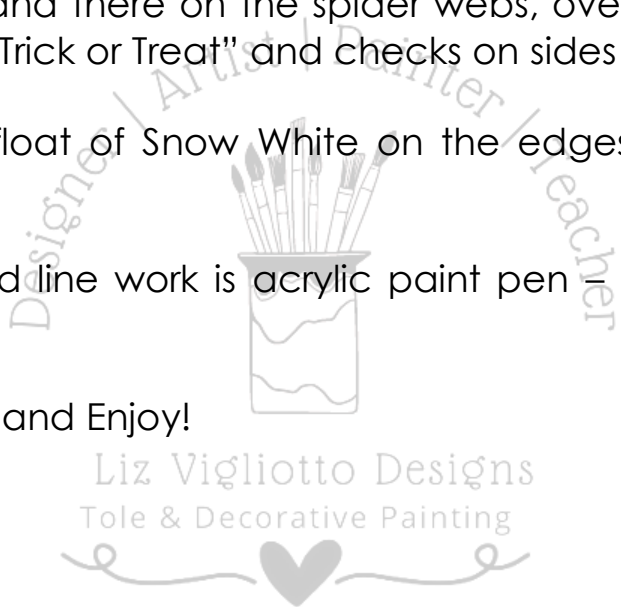 and there on the spider webs, ove
Trick or Treat” and checks on sides
float of Snow White on the edges
d line work is acrylic paint pen –
and Enjoy!
Designer | Artist | Painter | Teacher
Liz Vigliotto Designs
Tole & Decorative Painting